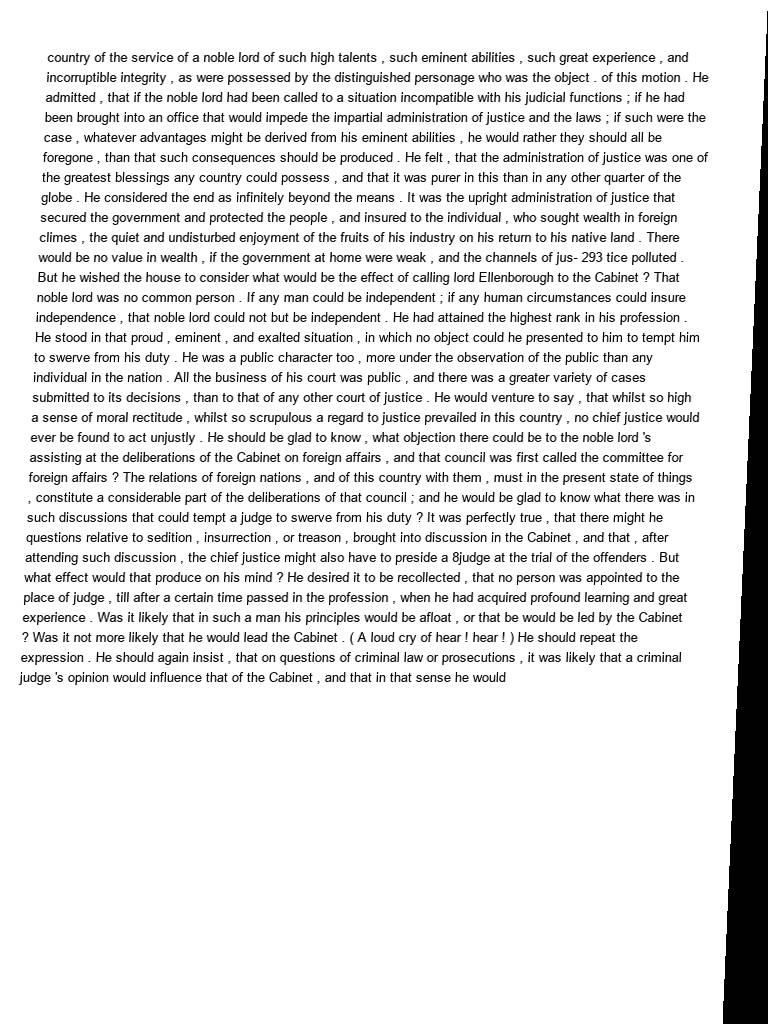 country of the service of a noble lord of such high talents , such eminent abilities , such great experience , and
incorruptible integrity , as were possessed by the distinguished personage who was the object . of this motion . He
admitted , that if the noble lord had been called to a situation incompatible with his judicial functions ; if he had
been brought into an office that would impede the impartial administration of justice and the laws ; if such were the
case , whatever advantages might be derived from his eminent abilities , he would rather they should all be
foregone , than that such consequences should be produced . He felt , that the administration of justice was one of
the greatest blessings any country could possess , and that it was purer in this than in any other quarter of the
globe . He considered the end as infinitely beyond the means . It was the upright administration of justice that
secured the government and protected the people , and insured to the individual , who sought wealth in foreign
climes , the quiet and undisturbed enjoyment of the fruits of his industry on his return to his native land . There
would be no value in wealth , if the government at home were weak , and the channels of jus- 293 tice polluted .
But he wished the house to consider what would be the effect of calling lord Ellenborough to the Cabinet ? That
noble lord was no common person . If any man could be independent ; if any human circumstances could insure
independence , that noble lord could not but be independent . He had attained the highest rank in his profession .
He stood in that proud , eminent , and exalted situation , in which no object could he presented to him to tempt him
to swerve from his duty . He was a public character too , more under the observation of the public than any
individual in the nation . All the business of his court was public , and there was a greater variety of cases
submitted to its decisions , than to that of any other court of justice . He would venture to say , that whilst so high
a sense of moral rectitude , whilst so scrupulous a regard to justice prevailed in this country , no chief justice would
ever be found to act unjustly . He should be glad to know , what objection there could be to the noble lord 's
assisting at the deliberations of the Cabinet on foreign affairs , and that council was first called the committee for
foreign affairs ? The relations of foreign nations , and of this country with them , must in the present state of things
, constitute a considerable part of the deliberations of that council ; and he would be glad to know what there was in
such discussions that could tempt a judge to swerve from his duty ? It was perfectly true , that there might he
questions relative to sedition , insurrection , or treason , brought into discussion in the Cabinet , and that , after
attending such discussion , the chief justice might also have to preside a 8judge at the trial of the offenders . But
what effect would that produce on his mind ? He desired it to be recollected , that no person was appointed to the
place of judge , till after a certain time passed in the profession , when he had acquired profound learning and great
experience . Was it likely that in such a man his principles would be afloat , or that be would be led by the Cabinet
? Was it not more likely that he would lead the Cabinet . ( A loud cry of hear ! hear ! ) He should repeat the
expression . He should again insist , that on questions of criminal law or prosecutions , it was likely that a criminal
judge 's opinion would influence that of the Cabinet , and that in that sense he would